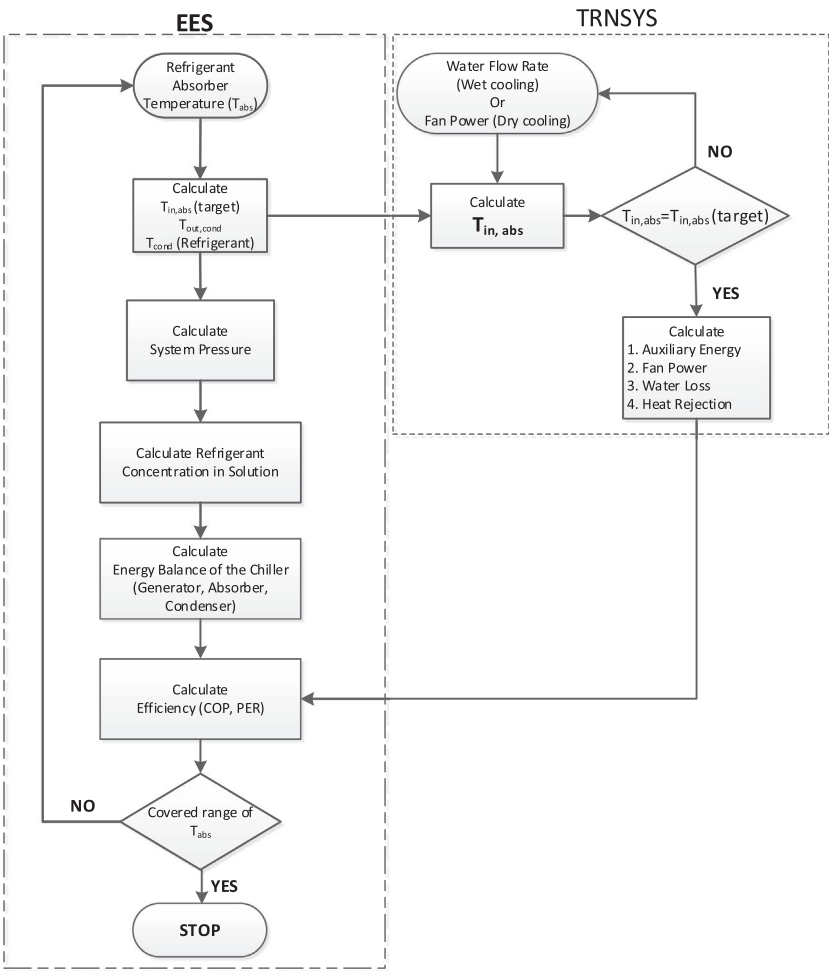 EES
Refrigerant
Absorber
Temperature (Tabs)
Calculate
Tin,abs (target)
Tout,cond
Tcond (Refrigerant)
Calculate
System Pressure
Calculate Refrigerant
Concentration in Solution
Calculate
Energy Balance of the Chiller
(Generator, Absorber,
Condenser)
Calculate
Efficiency (COP, PER)
Covered range of
Tabs
NO
YES
STOP
TRNSYS
Water Flow Rate
(Wet cooling)
Or
Fan Power (Dry cooling)
Calculate
Tin, abs
Tin,abs=Tin,abs (target)
NO
YES
Calculate
1. Auxiliary Energy
2. Fan Power
3. Water Loss
4. Heat Rejection